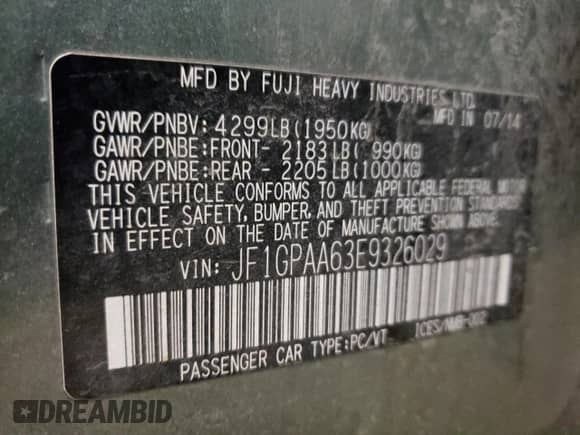 MFD BY FUJI HEAVY INDUSTRIES LTD.
MFD IN 07/14
GVWR/PNBV: 4299LB(1950KG)
GAWR/PNBE:FRONT- 2183LB( 990KG)
GAWR/PNBE:REAR - 2205LB(1000KG)
THIS VEHICLE CONFORMS TO ALL APPLICABLE FEDERAL MOTOR
VEHICLE SAFETY, BUMPER, AND THEFT PREVENTION STANDARDS
IN EFFECT ON THE DATE OF MANUFACTURE SHOWN ABOVE.
VIN: JF1GPAA63E9326029
ICES/NMB-002
PASSENGER CAR TYPE:PC/VT
DREAMBID